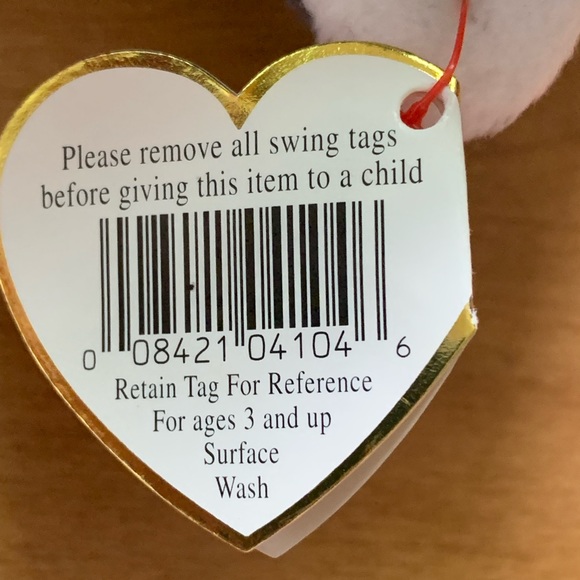 Please remove all swing tags
before giving this item to a child
0 08421 04104 6
Retain Tag For Reference
For ages 3 and up
Surface
Wash